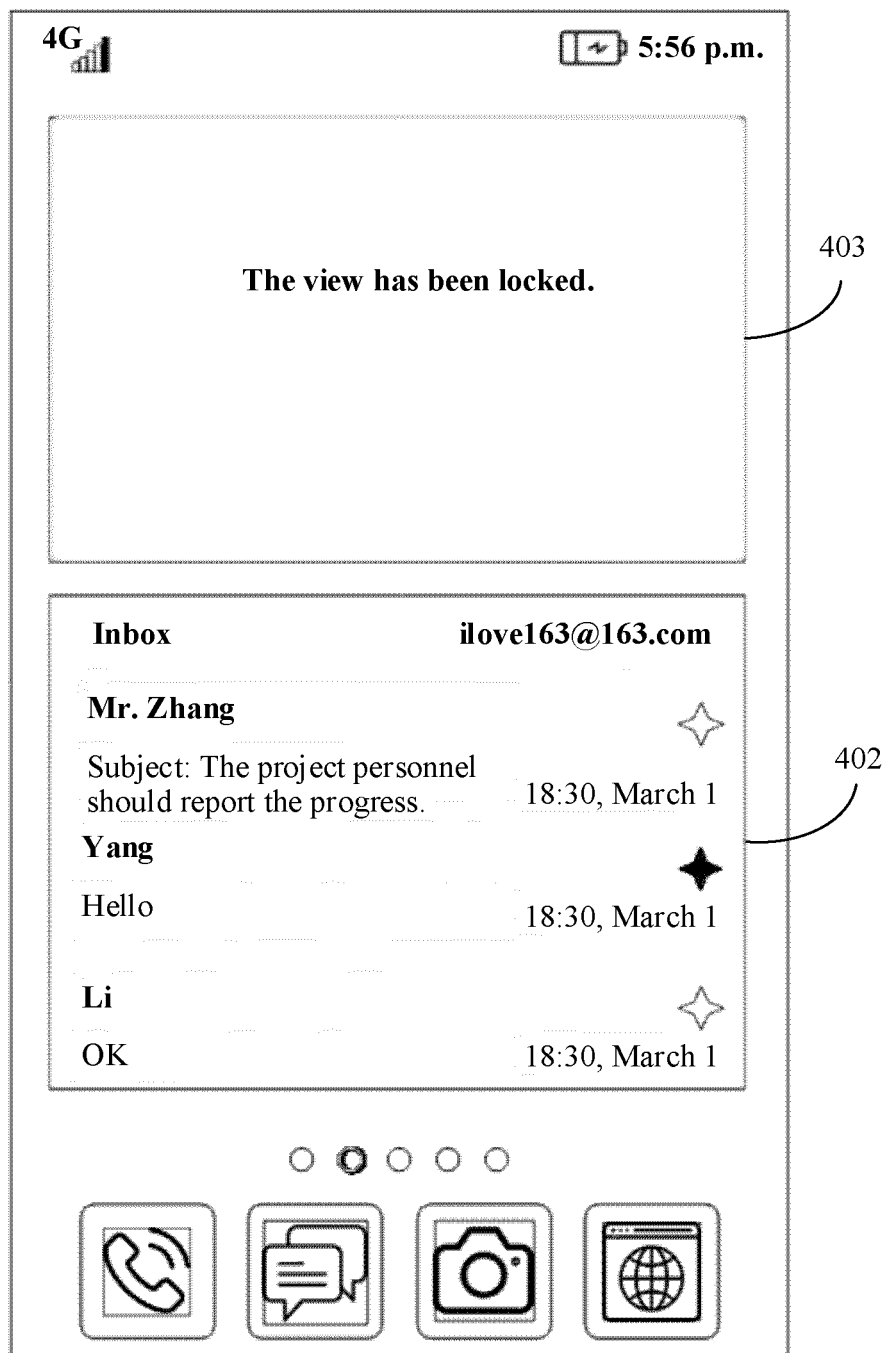 4G
5:56 p.m.
403
The view has been locked.
Inbox
ilove163@163.com
Mr. Zhang
Subject: The project personnel
should report the progress.
18:30, March 1
402
Yang
Hello
18:30, March 1
Li
OK
18:30, March 1